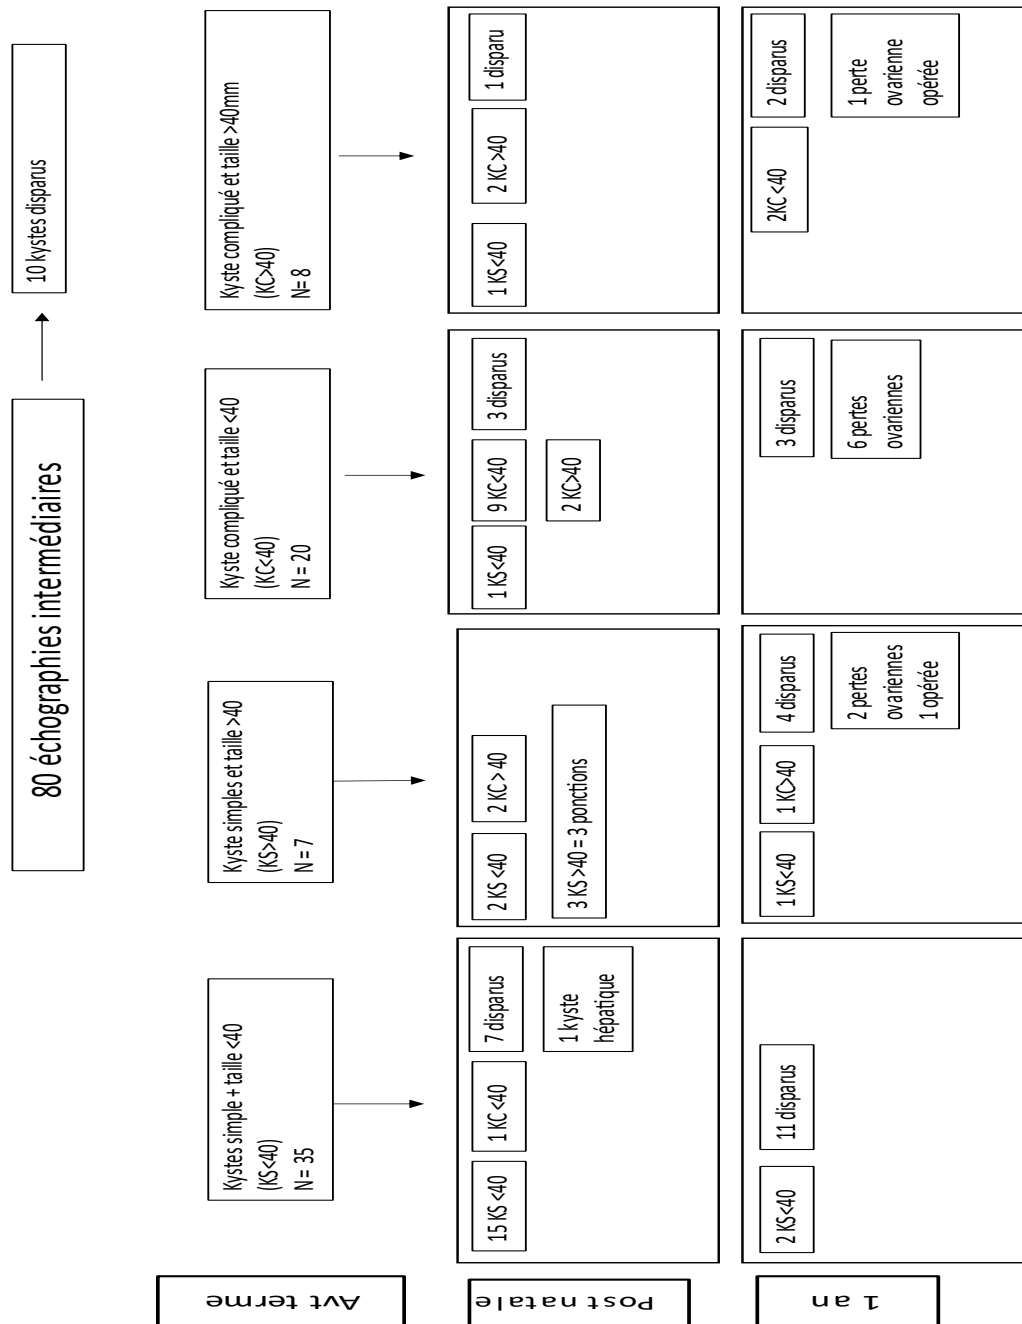 80 échographies intermédiaires
10 kystes disparus
Avt terme
Kystes simple + taille <40
(KS<40)
N = 35
Kyste simples et taille >40
(KS>40)
N = 7
Kyste compliqué et taille <40
(KC<40)
N = 20
Kyste compliqué et taille >40mm
(KC>40)
N= 8
Post natale
15 KS <40
1 KC<40
7 disparus
1 kyste
hépatique
2 KS <40
2 KC> 40
3 KS >40 = 3 ponctions
1 KS<40
9 KC<40
3 disparus
2 KC>40
1 KS<40
2 KC >40
1 disparu
1 an
2 KS<40
11 disparus
1 KS<40
1 KC>40
4 disparus
2 pertes
ovariennes
1 opérée
3 disparus
6 pertes
ovariennes
2KC <40
2 disparus
1 perte
ovarienne
opérée